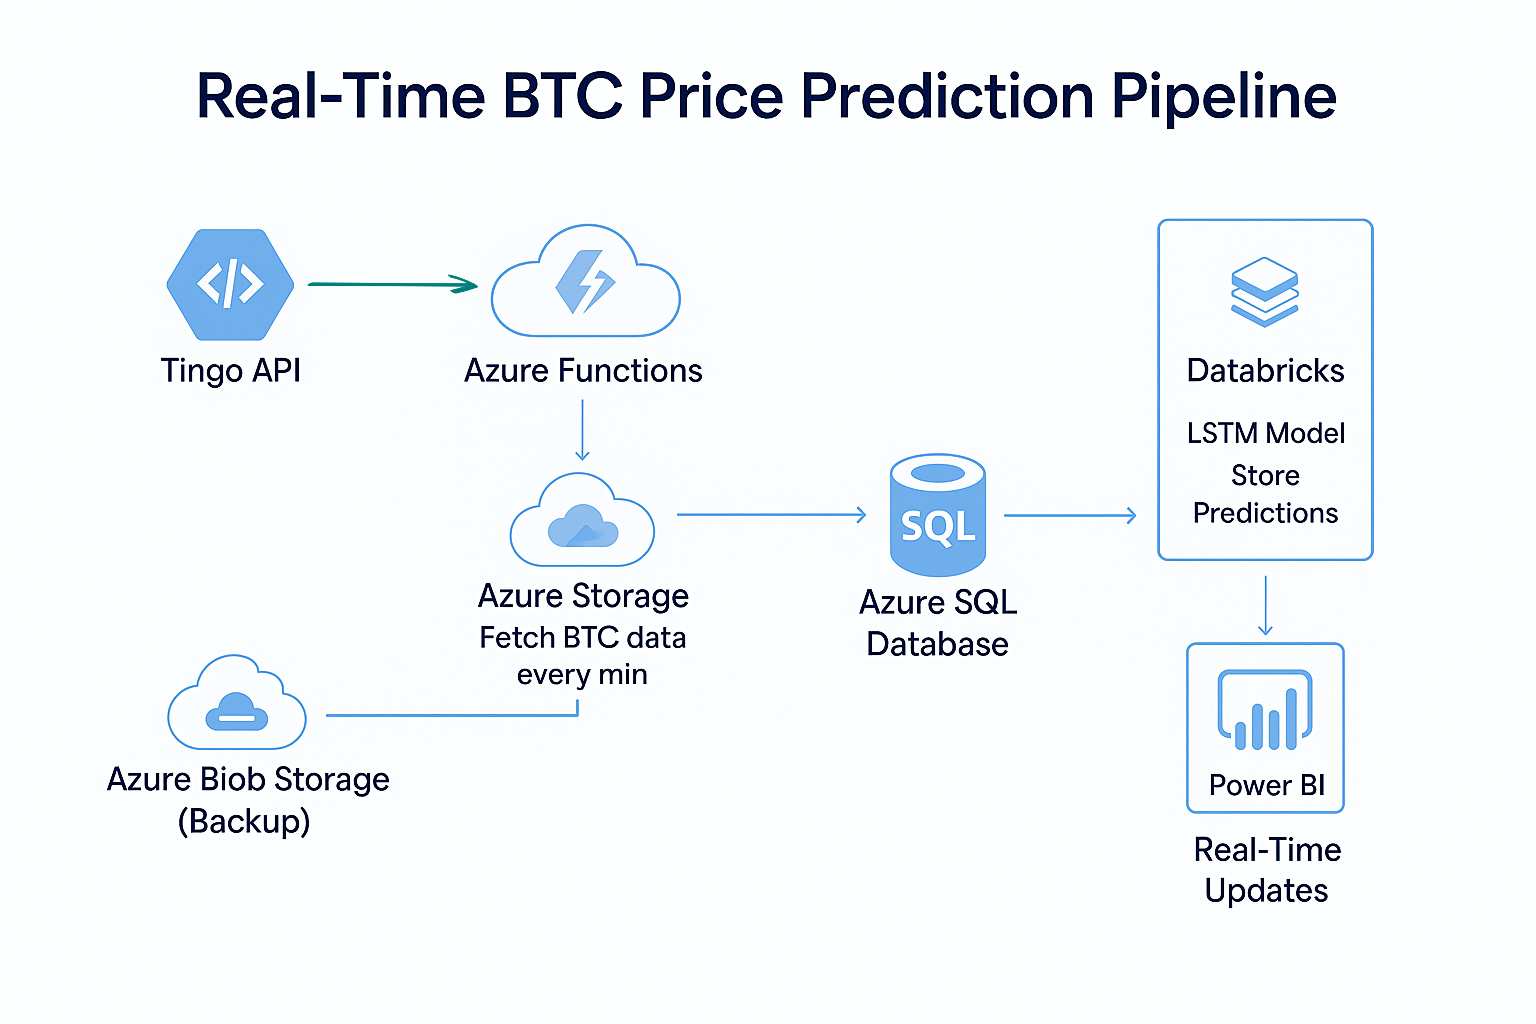 Real-Time BTC Price Prediction Pipeline
Tingo API
Azure Functions
Databricks
LSTM Model
Store
Predictions
Azure Storage
Fetch BTC data
every min
SQL
Azure SQL
Database
Azure Biob Storage
(Backup)
Power BI
Real-Time
Updates